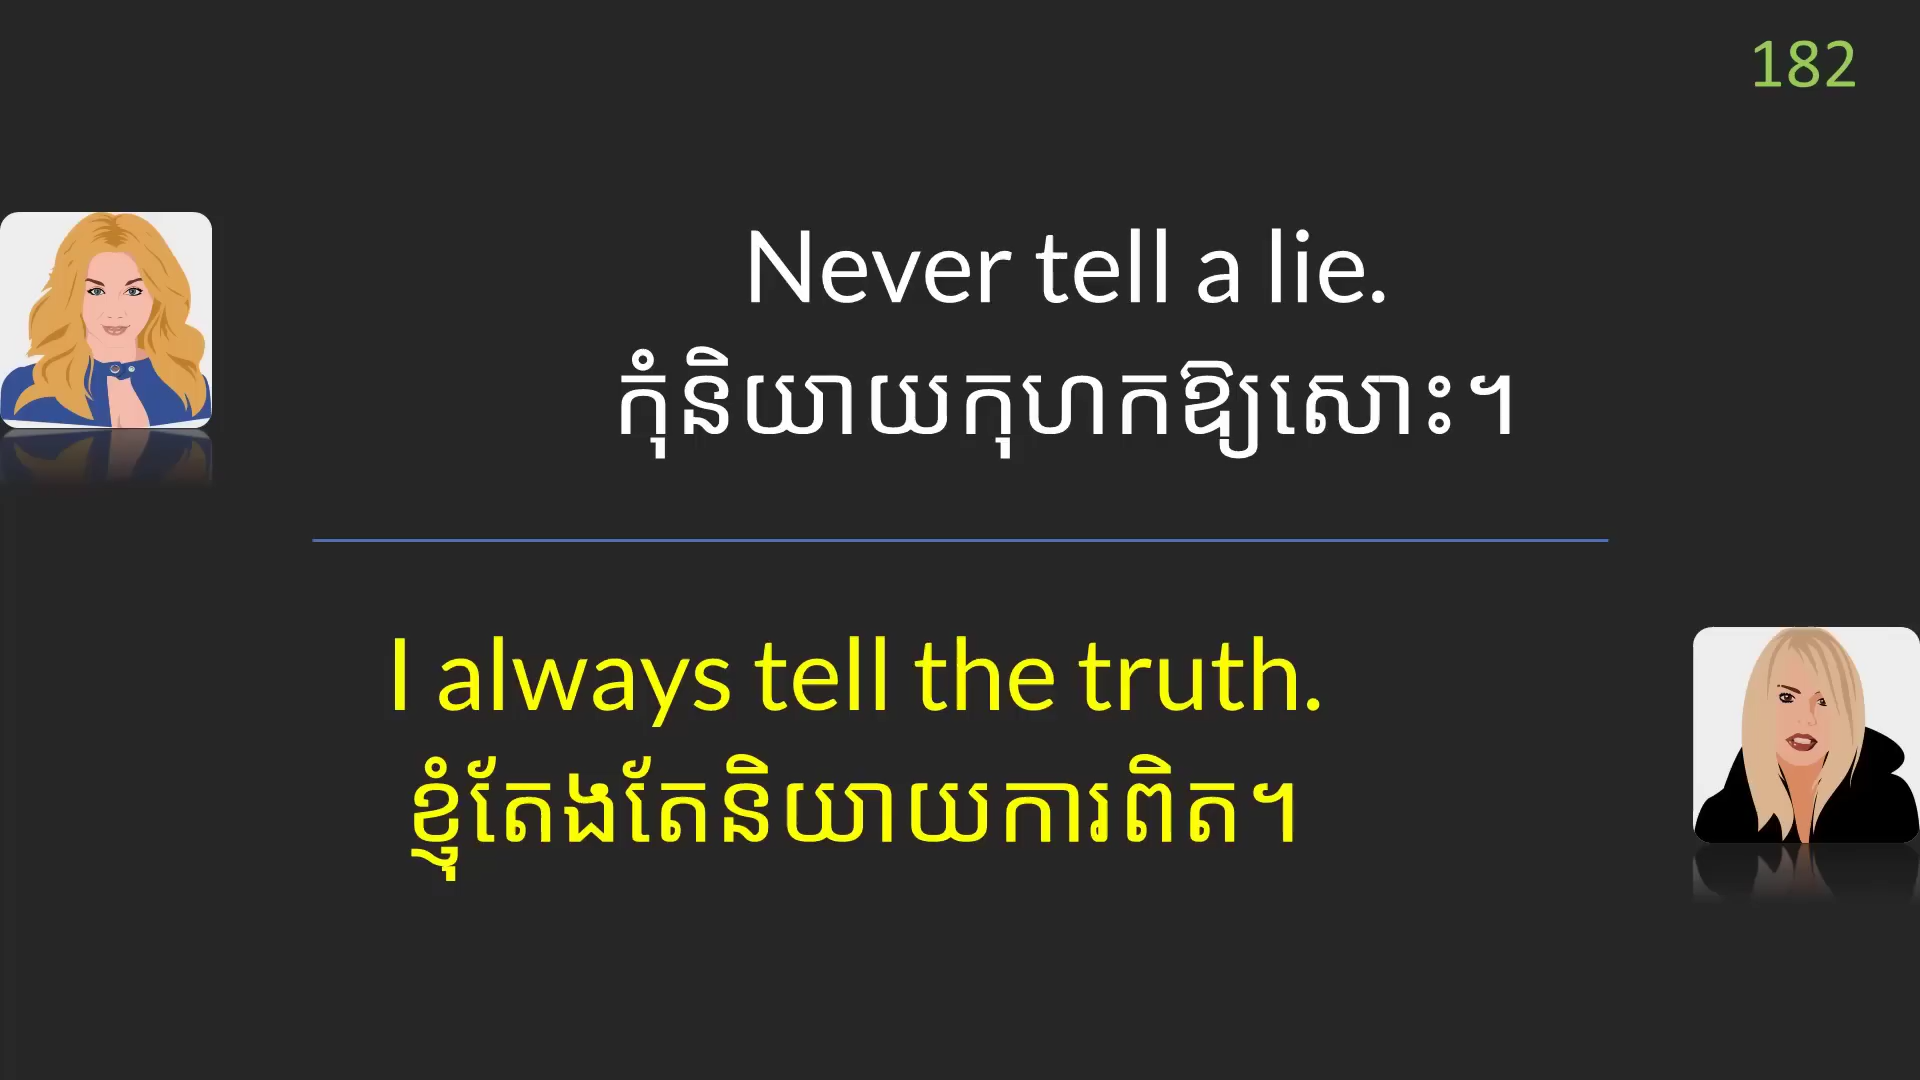 182
Never tell a lie.
កុំនិយាយកុហកឱ្យសោះ។
I always tell the truth.
ខ្ញុំតែងតែនិយាយការពិត។